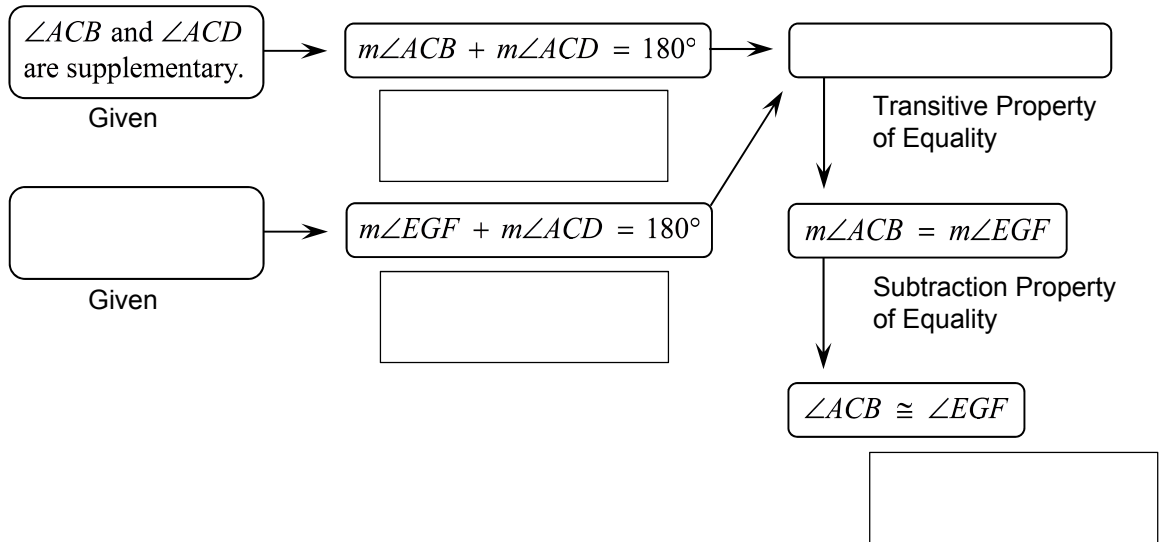 ∠ACB and ∠ACD
are supplementary.
Given
m∠ACB + m∠ACD = 180°
Transitive Property
of Equality
Given
m∠EGF + m∠ACD = 180°
m∠ACB = m∠EGF
Subtraction Property
of Equality
∠ACB ≅ ∠EGF